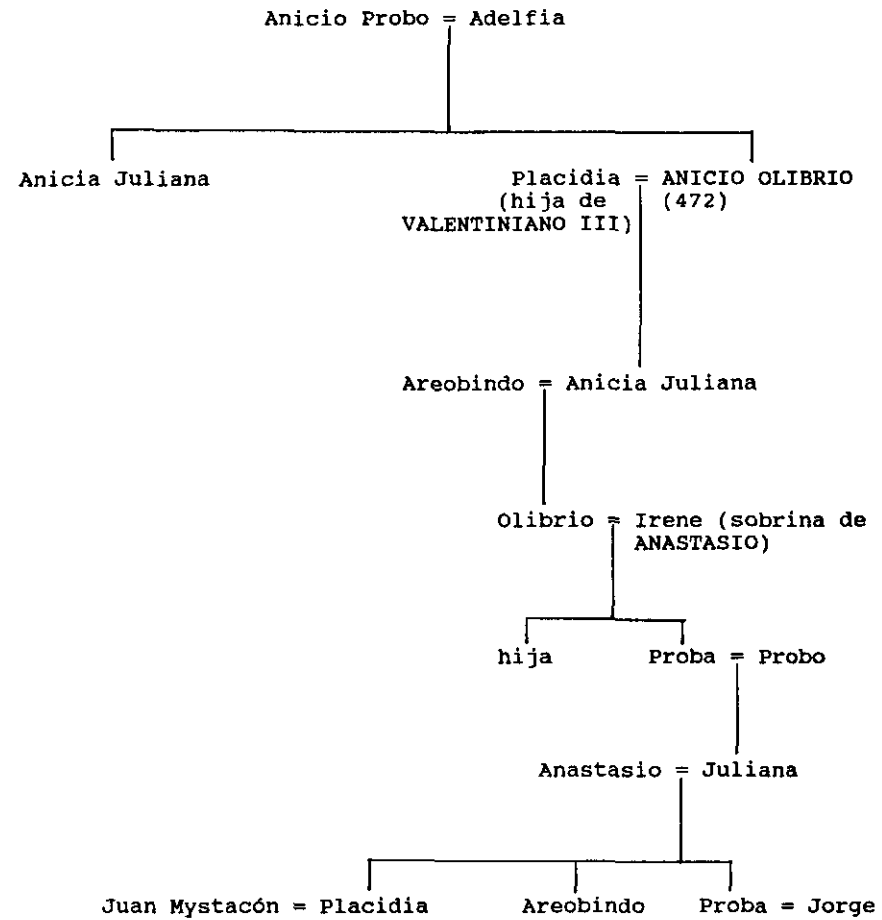 Anicio Probo = Adelfia
Anicia Juliana
Placidia = ANICIO OLIBRIO
(hija de (472)
VALENTINIANO III)
Areobindo = Anicia Juliana
Olibrio = Irene (sobrina de
ANASTASIO)
hija Proba = Probo
Anastasio = Juliana
Juan Mystacón = Placidia Areobindo Proba = Jorge